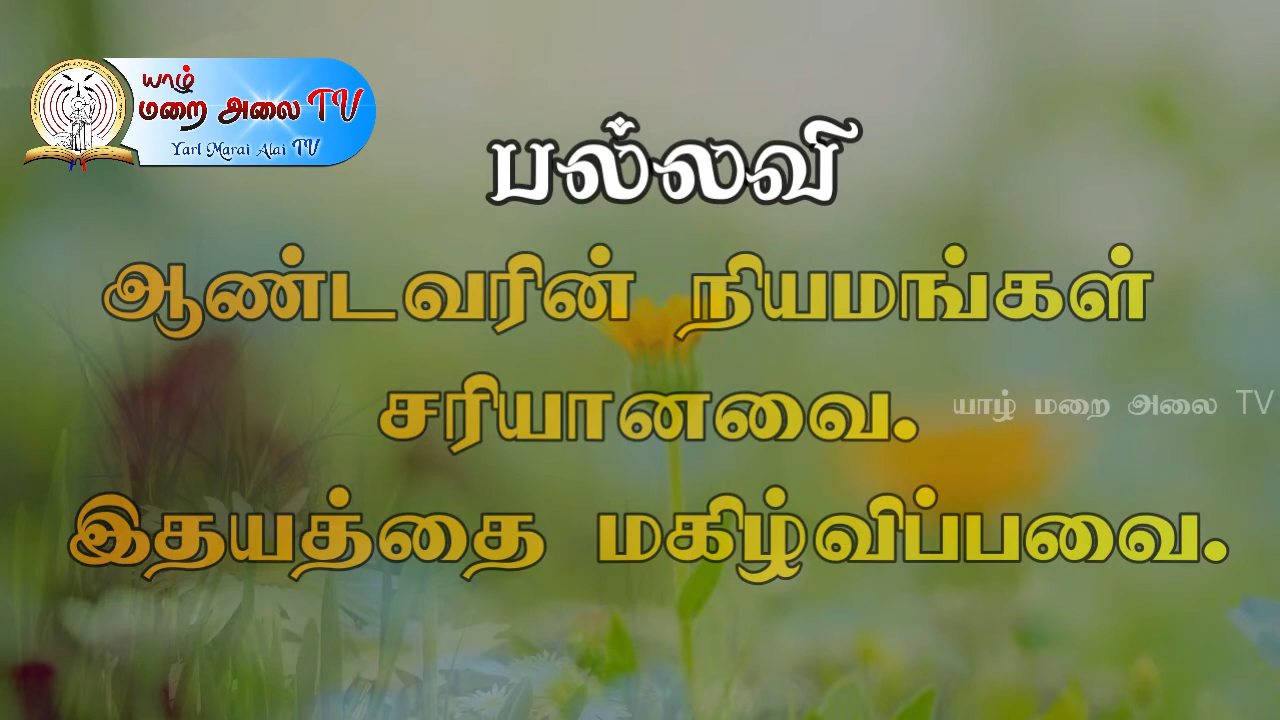 யாழ்
மறை அலை TV
Yarl Marai Alai TV
பல்லவி
ஆண்டவரின் நியமங்கள்
சரியானவை.
யாழ் மறை அலை TV
இதயத்தை மகிழ்விப்பவை.